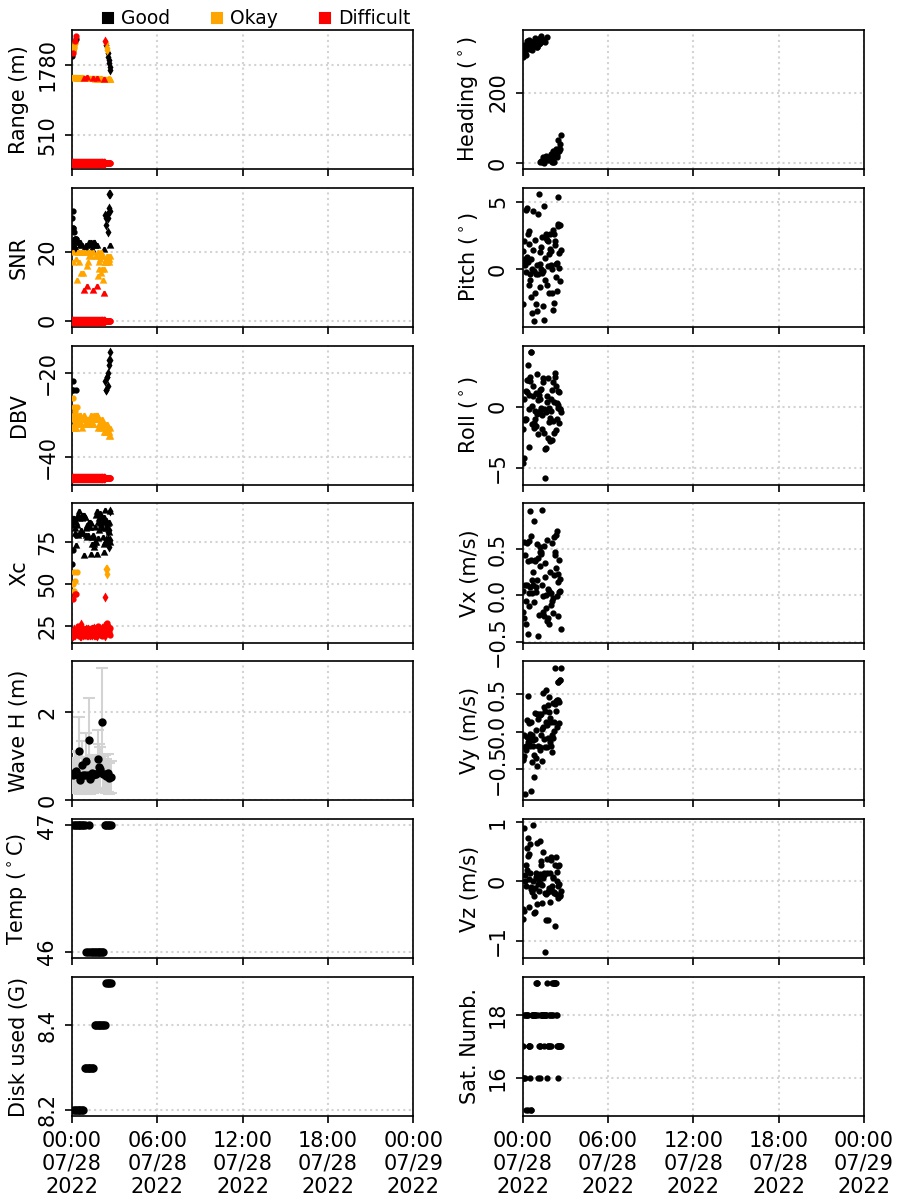 Good Okay Difficult
Range (m)
1780
510
Heading (°)
200
0
SNR
20
0
Pitch (°)
5
0
DBV
−20
−40
Roll (°)
0
−5
Xc
75
50
25
Vx (m/s)
0.5
0.0
−0.5
Wave H (m)
2
0
Vy (m/s)
0.5
0.0
−0.5
Temp (°C)
47
46
Vz (m/s)
1
0
−1
Disk used (G)
8.4
8.2
Sat. Numb.
18
16
00:00 06:00 12:00 18:00 00:00
07/28 07/28 07/28 07/28 07/29
2022 2022 2022 2022 2022
00:00 06:00 12:00 18:00 00:00
07/28 07/28 07/28 07/28 07/29
2022 2022 2022 2022 2022